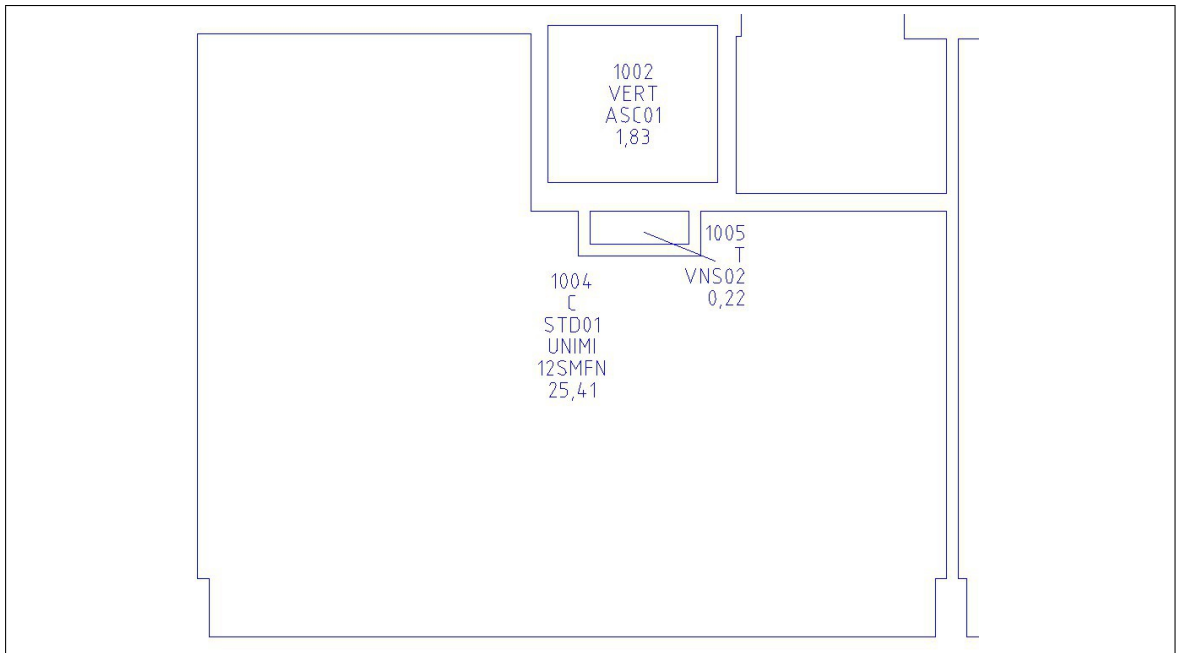 1002
VERT
ASC01
1,83
1005
T
VNS02
0,22
1004
C
STD01
UNIMI
12SMFN
25,41